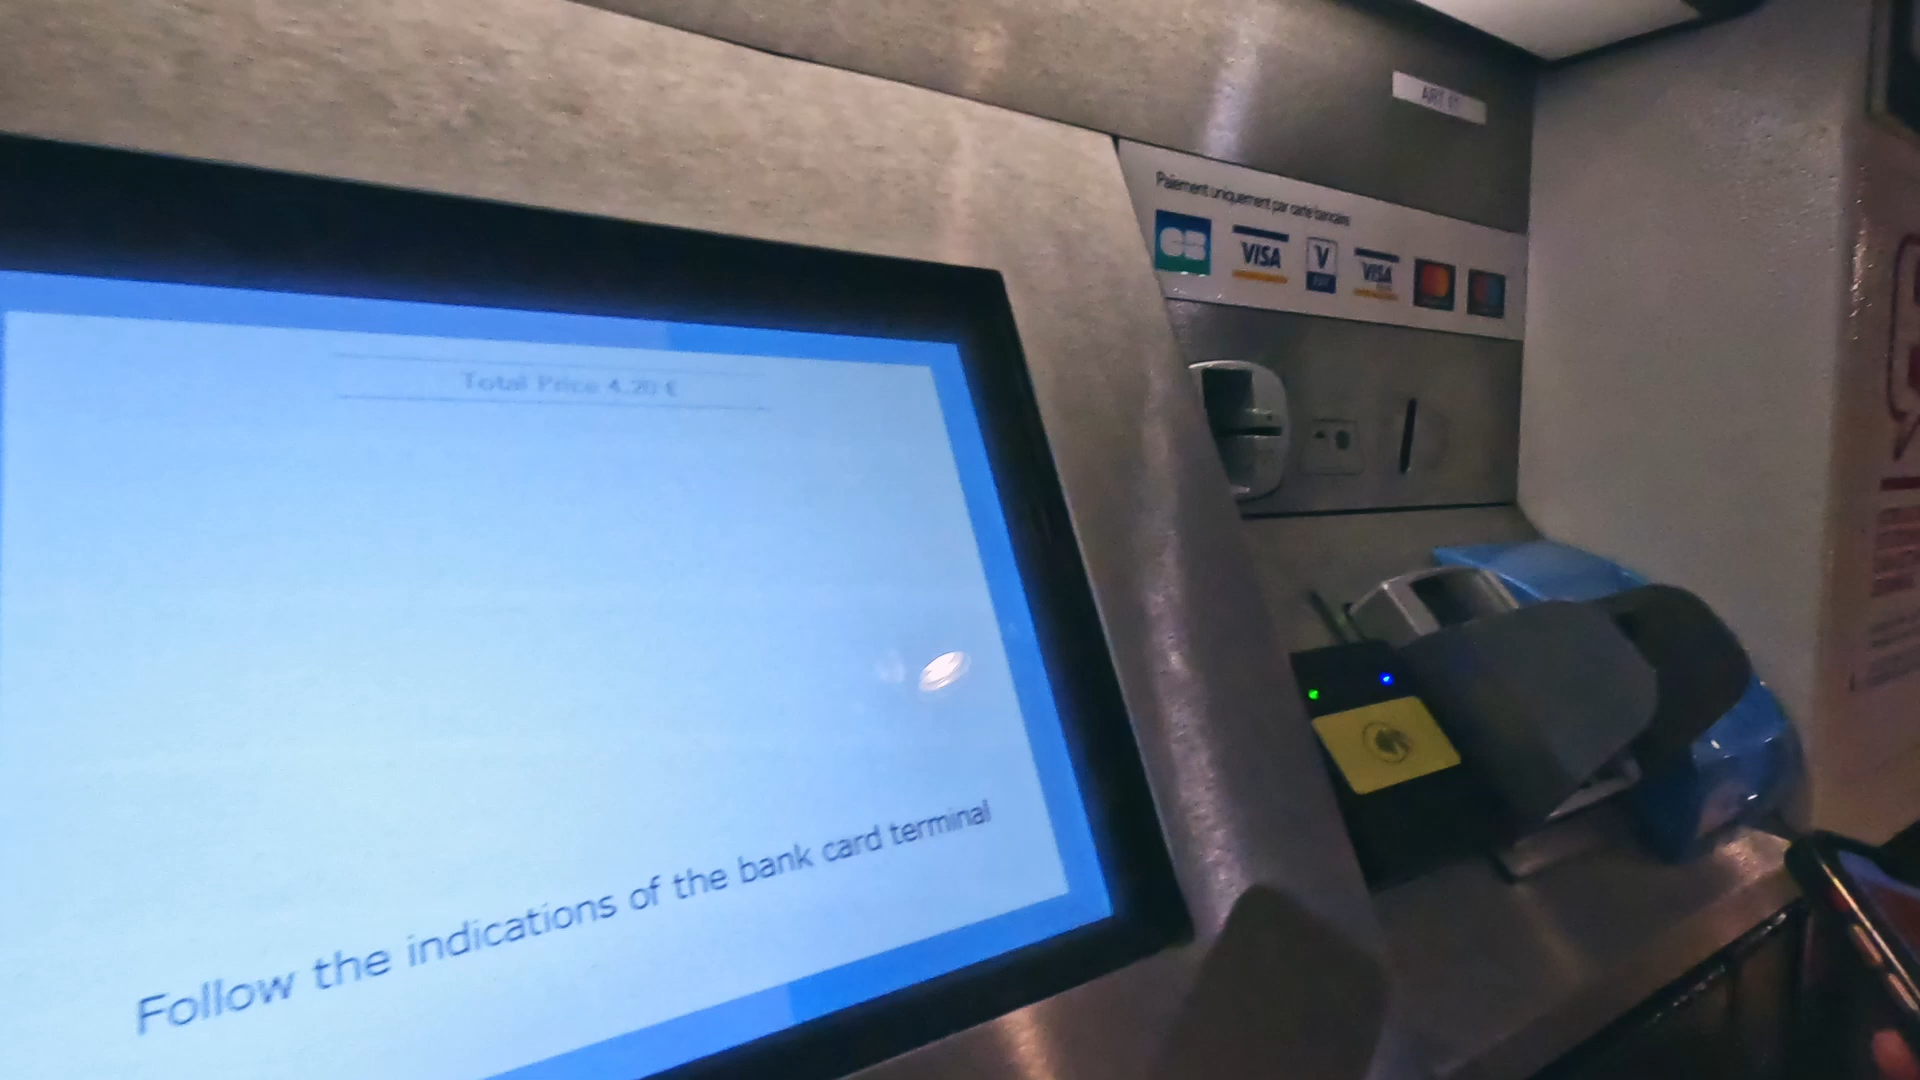 Total Price 4.20 €
Follow the indications of the bank card terminal
Paiement uniquement par carte bancaire
CB
VISA
V
PAY
VISA